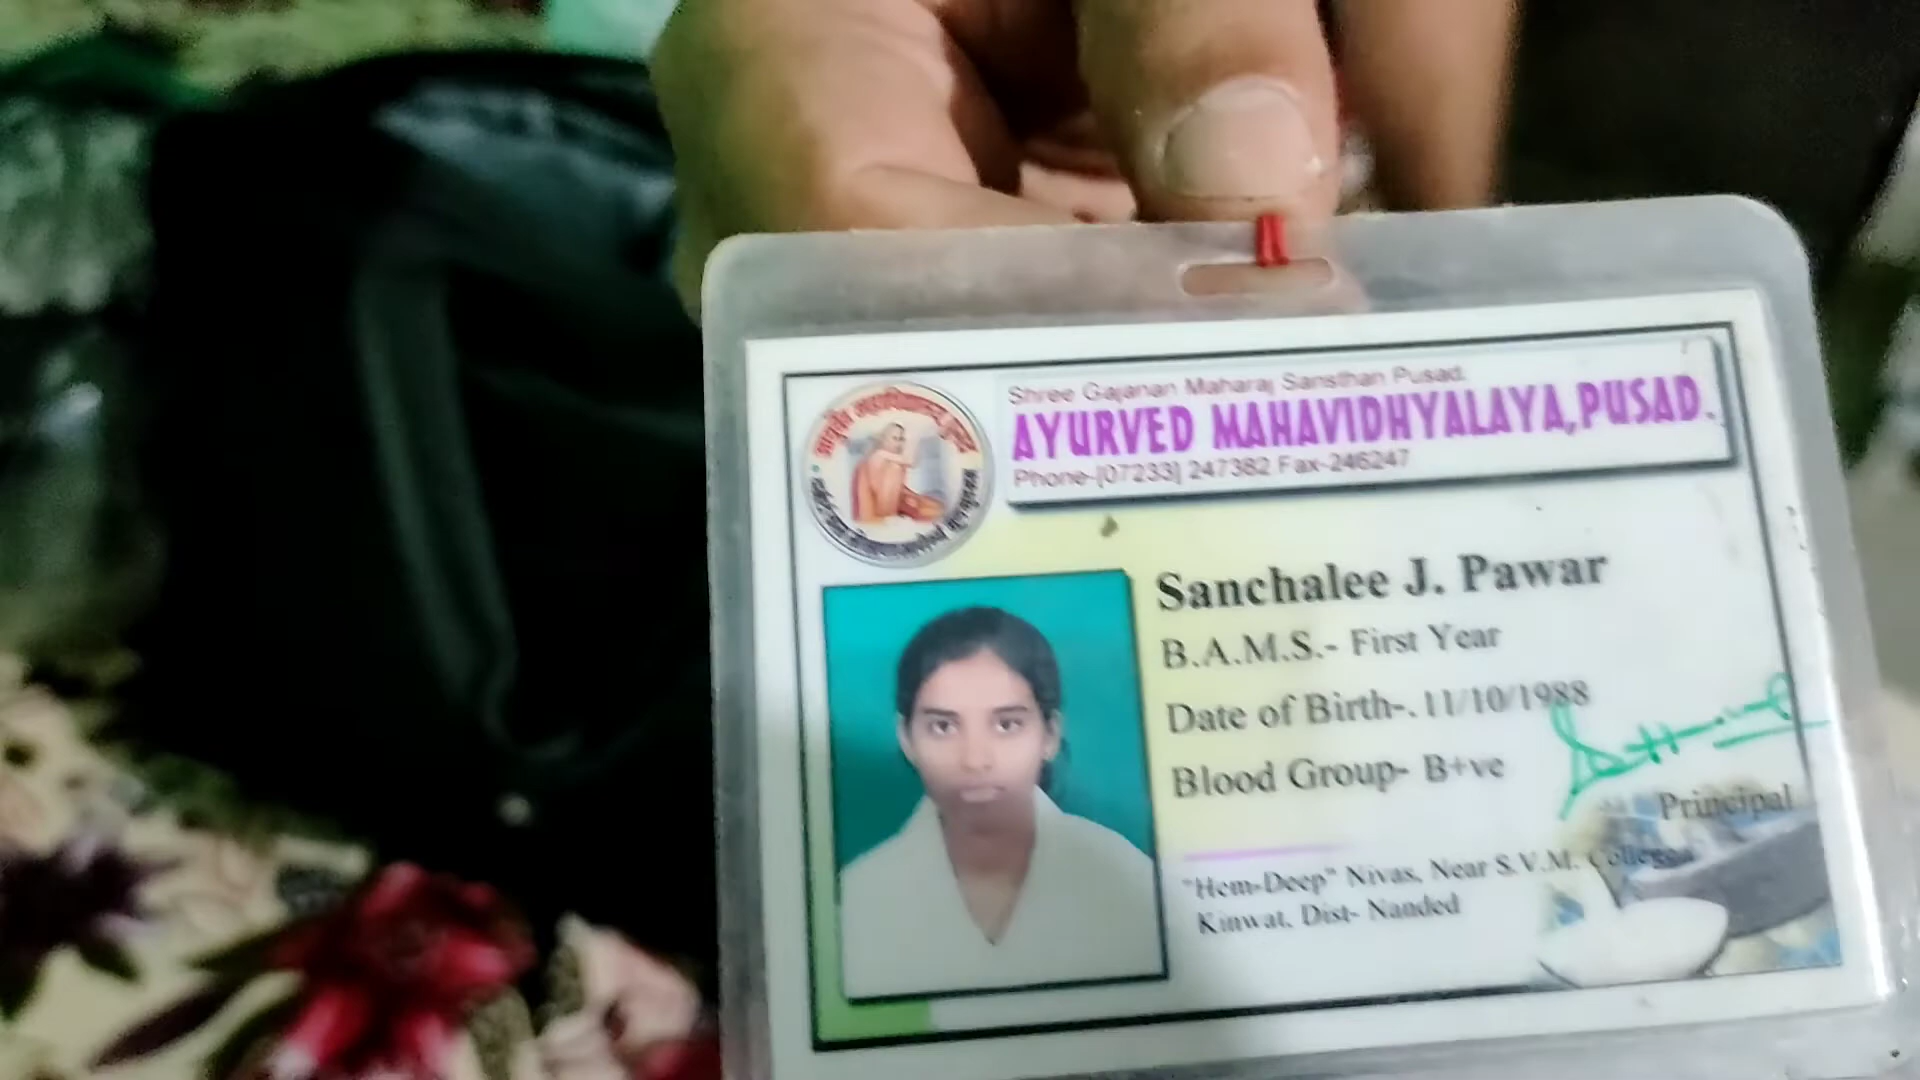 Shree Gajanan Maharaj Sansthan Pusad.
AYURVED MAHAVIDHYALAYA,PUSAD.
Phone-(07233) 247382 Fax-246247
Sanchalee J. Pawar
B.A.M.S.- First Year
Date of Birth-. 11/10/1988
Blood Group- B+ve
Principal
"Hem-Deep" Nivas, Near S.V.M. College
Kinwat, Dist- Nanded